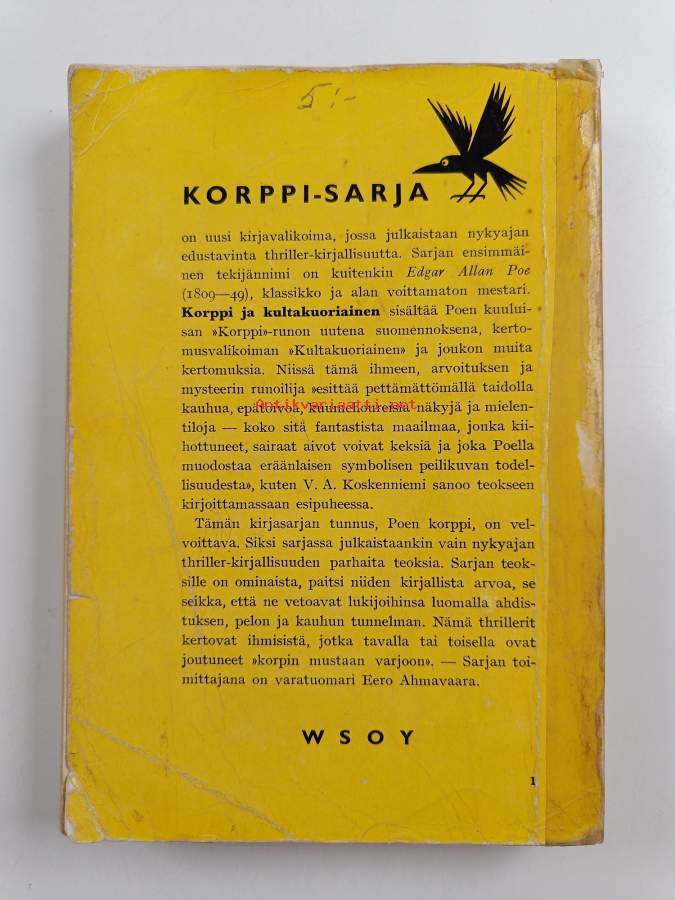 5:-
KORPPI-SARJA
on uusi kirjavalikoima, jossa julkaistaan nykyajan
edustavinta thriller-kirjallisuutta. Sarjan ensimmäi-
nen tekijännimi on kuitenkin Edgar Allan Poe
(1809—49), klassikko ja alan voittamaton mestari.
Korppi ja kultakuoriainen sisältää Poen kuului-
san »Korppi»-runon uutena suomennoksena, kerto-
musvalikoiman »Kultakuoriainen» ja joukon muita
kertomuksia. Niissä tämä ihmeen, arvoituksen ja
mysteerin runoilija »esittää pettämättömällä taidolla
kauhua, epätoivoa, kuumehoureisia näkyjä ja mielen-
Antikvariaatti.net
tiloja — koko sitä fantastista maailmaa, jonka kii-
hottuneet, sairaat aivot voivat keksiä ja joka Poella
muodostaa eräänlaisen symbolisen peilikuvan todel-
lisuudesta», kuten V. A. Koskenniemi sanoo teokseen
kirjoittamassaan esipuheessa.
Tämän kirjasarjan tunnus, Poen korppi, on vel-
voittava. Siksi sarjassa julkaistaankin vain nykyajan
thriller-kirjallisuuden parhaita teoksia. Sarjan teok-
sille on ominaista, paitsi niiden kirjallista arvoa, se
seikka, että ne vetoavat lukijoihinsa luomalla ahdis-
tuksen, pelon ja kauhun tunnelman. Nämä thrillerit
kertovat ihmisistä, jotka tavalla tai toisella ovat
joutuneet »korpin mustaan varjoon». — Sarjan toi-
mittajana on varatuomari Eero Ahmavaara.
WSOY
1